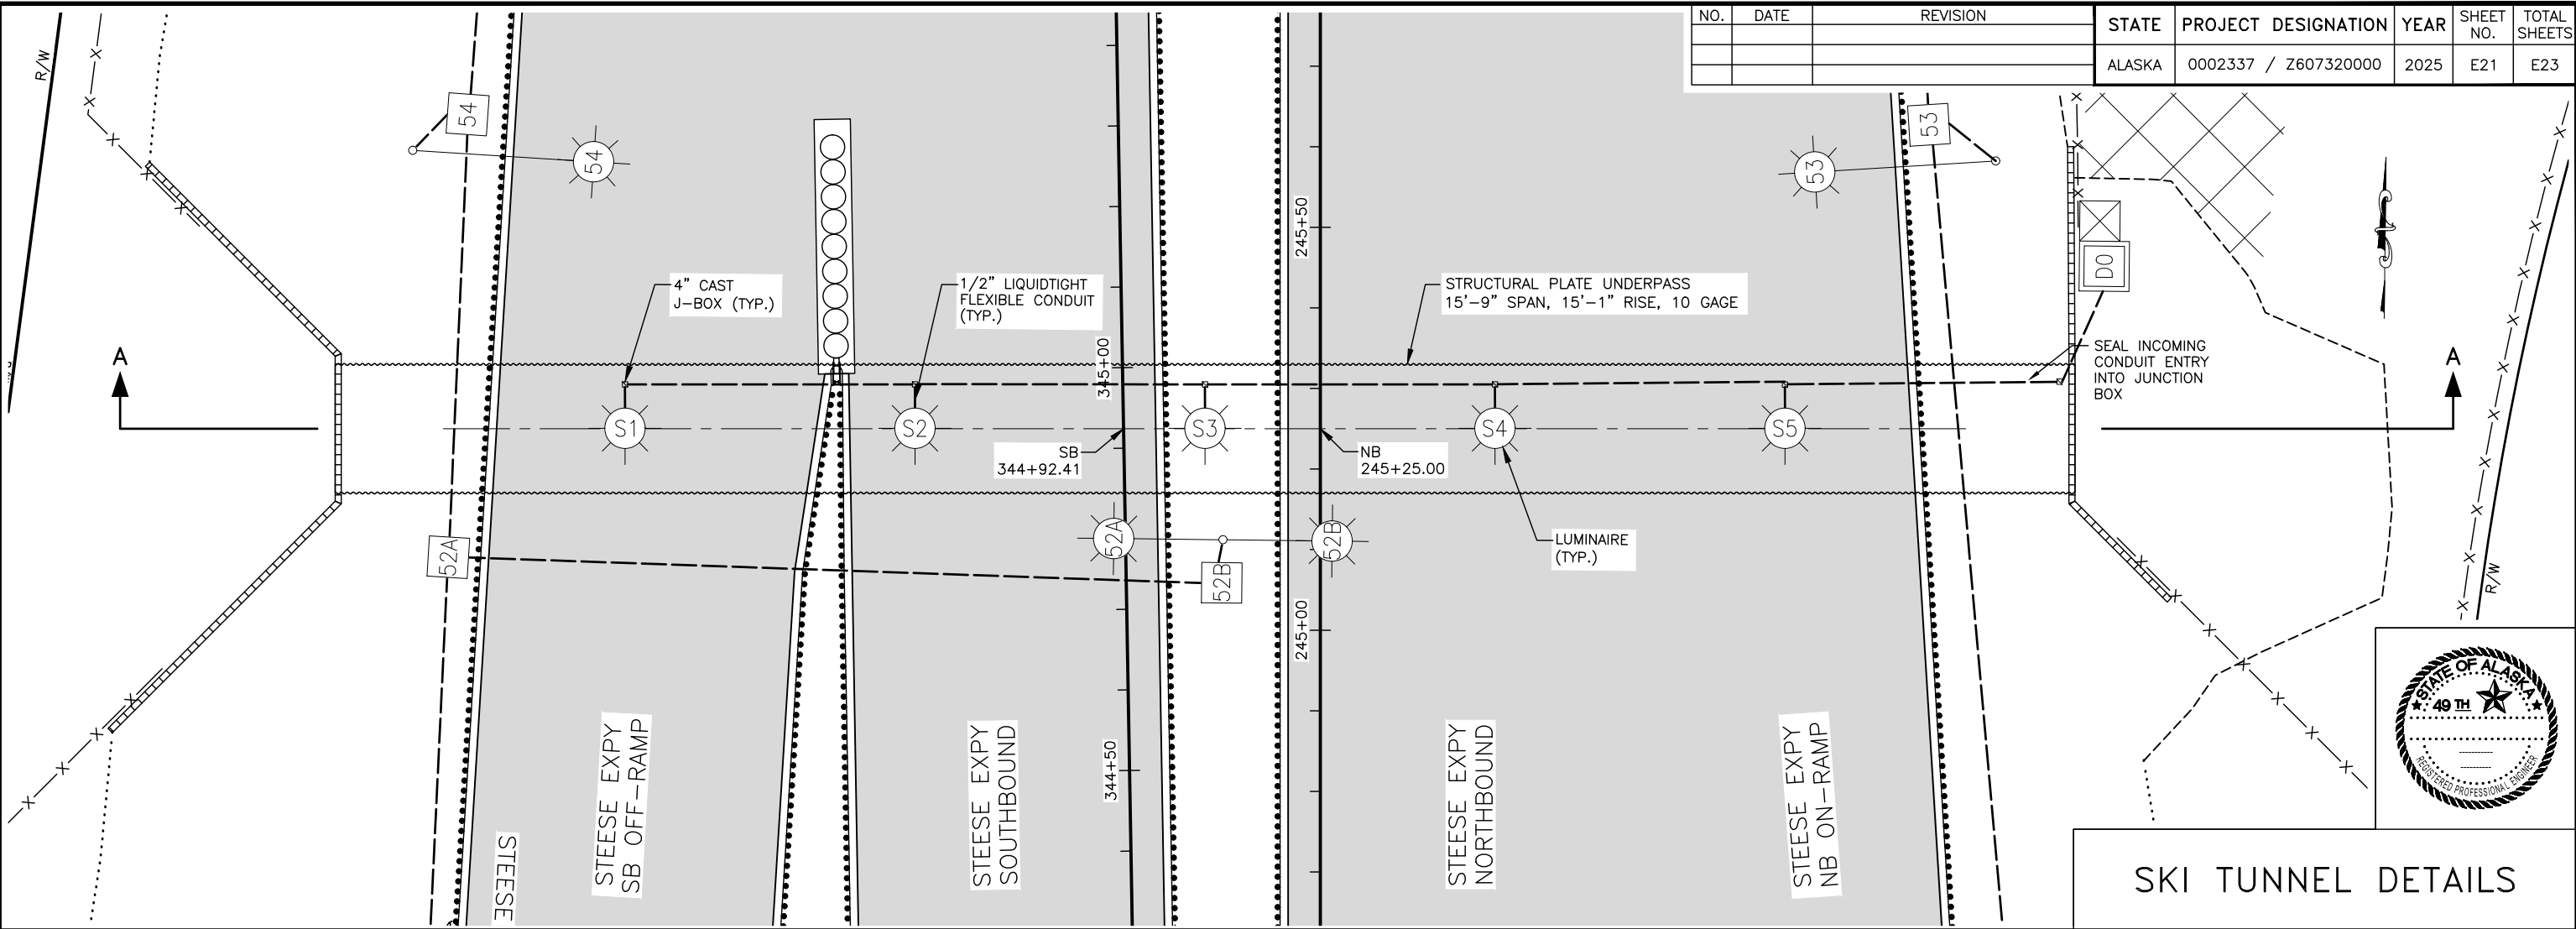 NO. DATE REVISION
STATE PROJECT DESIGNATION YEAR SHEET NO. TOTAL SHEETS
ALASKA 0002337 / Z607320000 2025 E21 E23
R/W
54
54
53
53
245+50
D0
4" CAST
J-BOX (TYP.)
1/2" LIQUIDTIGHT
FLEXIBLE CONDUIT
(TYP.)
STRUCTURAL PLATE UNDERPASS
15'-9" SPAN, 15'-1" RISE, 10 GAGE
SEAL INCOMING
CONDUIT ENTRY
INTO JUNCTION
BOX
A
A
345+00
S1
S2
S3
S4
S5
SB
344+92.41
NB
245+25.00
52A
52A
52B
52B
LUMINAIRE
(TYP.)
245+00
R/W
344+50
STEESE EXPY
SB OFF-RAMP
STEESE EXPY
SOUTHBOUND
STEESE EXPY
NORTHBOUND
STEESE EXPY
NB ON-RAMP
STEESE
STATE OF ALASKA
49 TH
REGISTERED PROFESSIONAL ENGINEER
SKI TUNNEL DETAILS